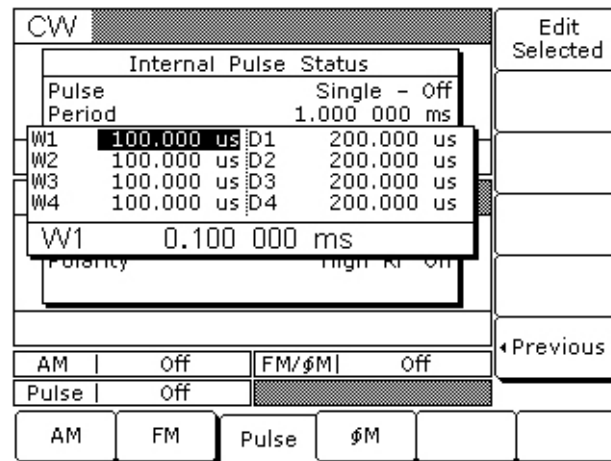 CW
Edit
Selected
Internal Pulse Status
Pulse Single - Off
Period 1.000 000 ms
W1 100.000 us D1 200.000 us
W2 100.000 us D2 200.000 us
W3 100.000 us D3 200.000 us
W4 100.000 us D4 200.000 us
W1 0.100 000 ms
Polarity High RF On
Previous
AM | Off FM/ϕM| Off
Pulse | Off
AM FM Pulse ϕM